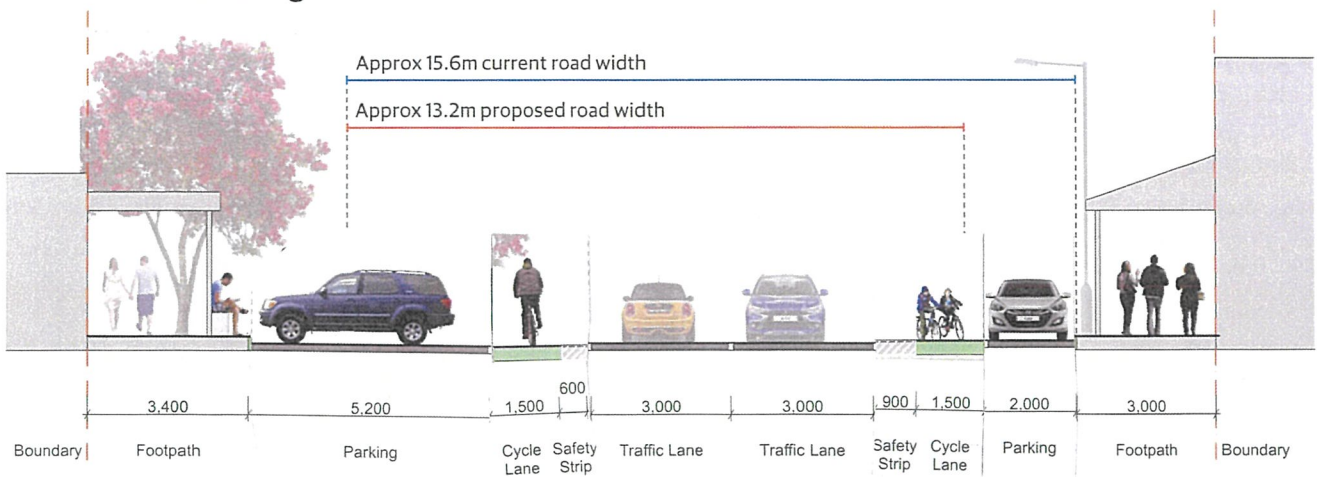 Approx 15.6m current road width
Approx 13.2m proposed road width
3,400
5,200
1,500
600
3.000
3.000
900
1,500
2,000
3,000
Boundary
Footpath
Parking
Cycle
Lane
Safety
Strip
Traffic Lane
Traffic Lane
Safety
Strip
Cycle
Lane
Parking
Footpath
Boundary